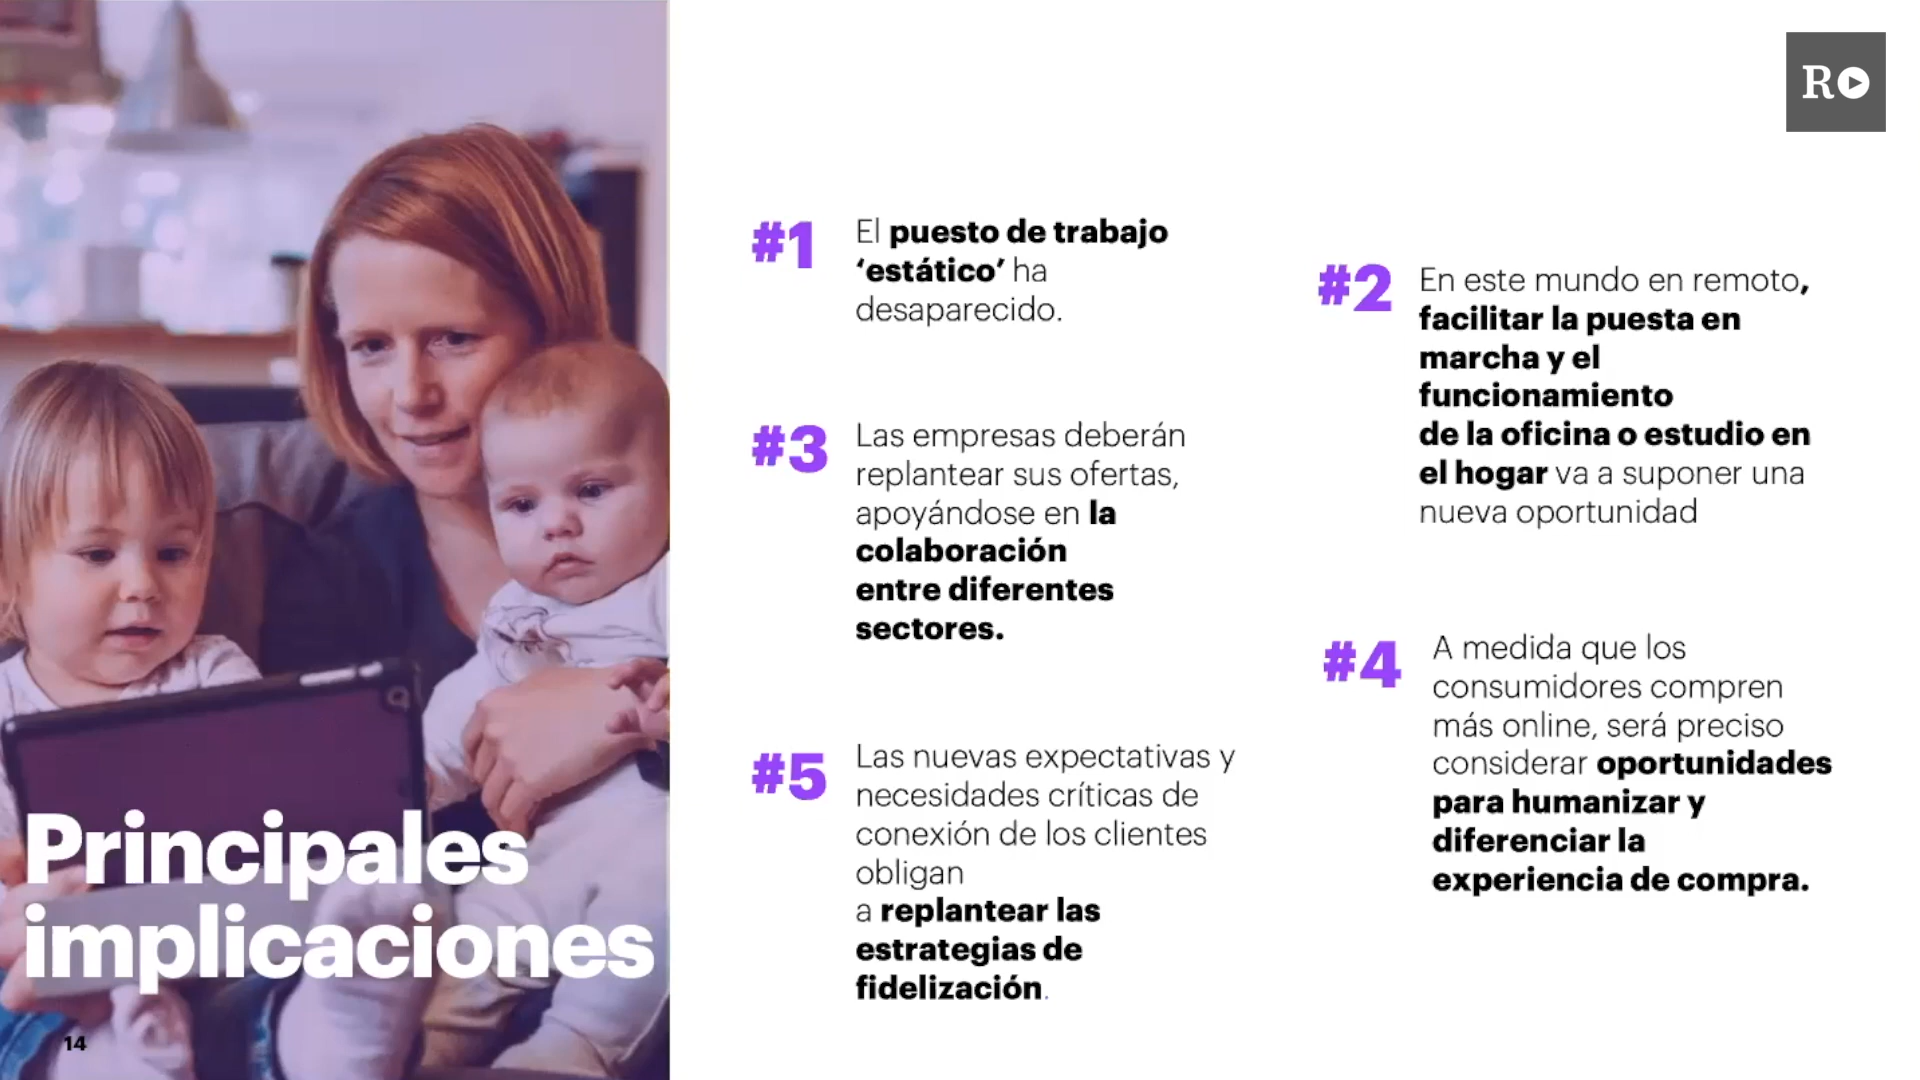 RO
#1
El puesto de trabajo
‘estático’ ha
desaparecido.
#2
En este mundo en remoto,
facilitar la puesta en
marcha y el
funcionamiento
de la oficina o estudio en
el hogar va a suponer una
nueva oportunidad
#3
Las empresas deberán
replantear sus ofertas,
apoyándose en la
colaboración
entre diferentes
sectores.
#4
A medida que los
consumidores compren
más online, será preciso
considerar oportunidades
para humanizar y
diferenciar la
experiencia de compra.
#5
Las nuevas expectativas y
necesidades críticas de
conexión de los clientes
obligan
a replantear las
estrategias de
fidelización.
Principales
implicaciones
14